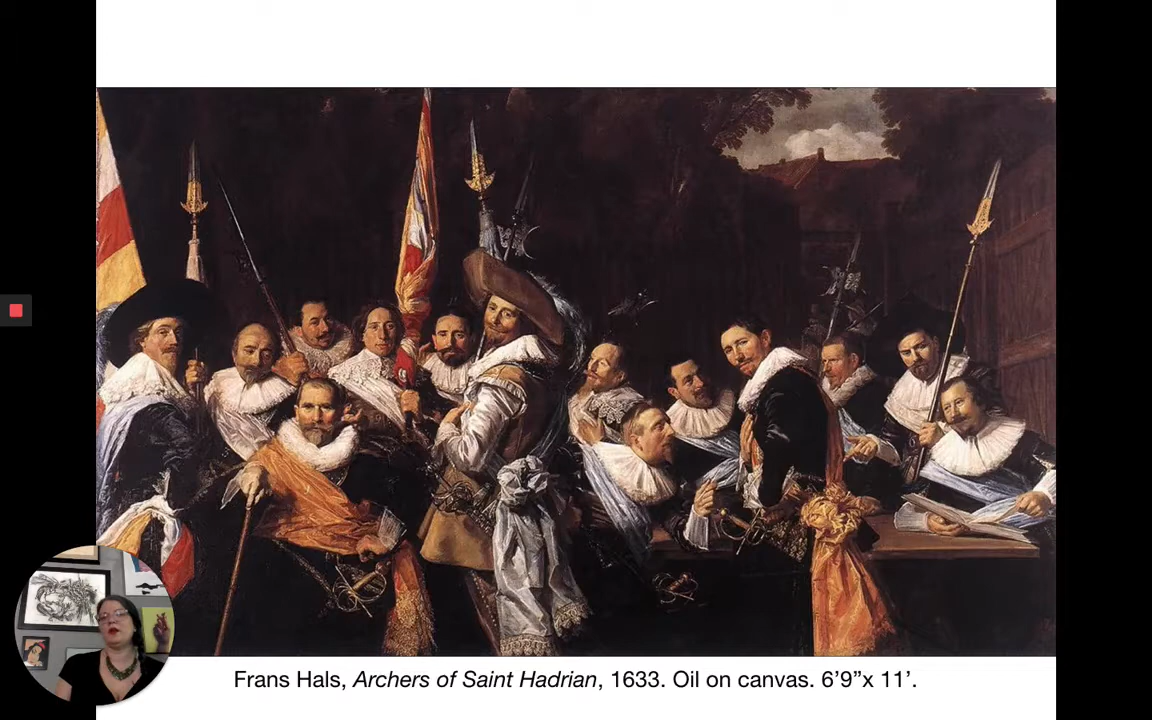 Frans Hals, Archers of Saint Hadrian, 1633. Oil on canvas. 6’9”x 11’.